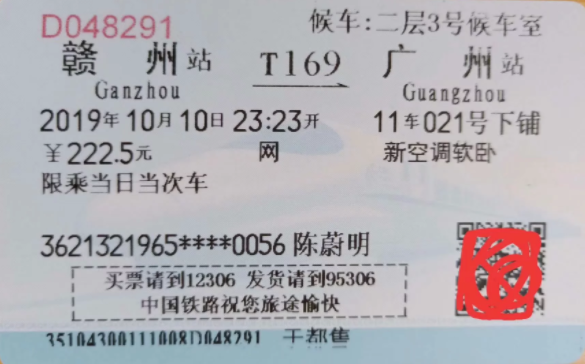 D048291 候车:二层3号候车室
赣州站 T169 广州站
Ganzhou Guangzhou
2019年10月10日23:23开 11车021号下铺
¥222.5元 网 新空调软卧
限乘当日当次车
3621321965****0056 陈蔚明
买票请到12306 发货请到95306
中国铁路祝您旅途愉快
35104300111008D048291 于都售